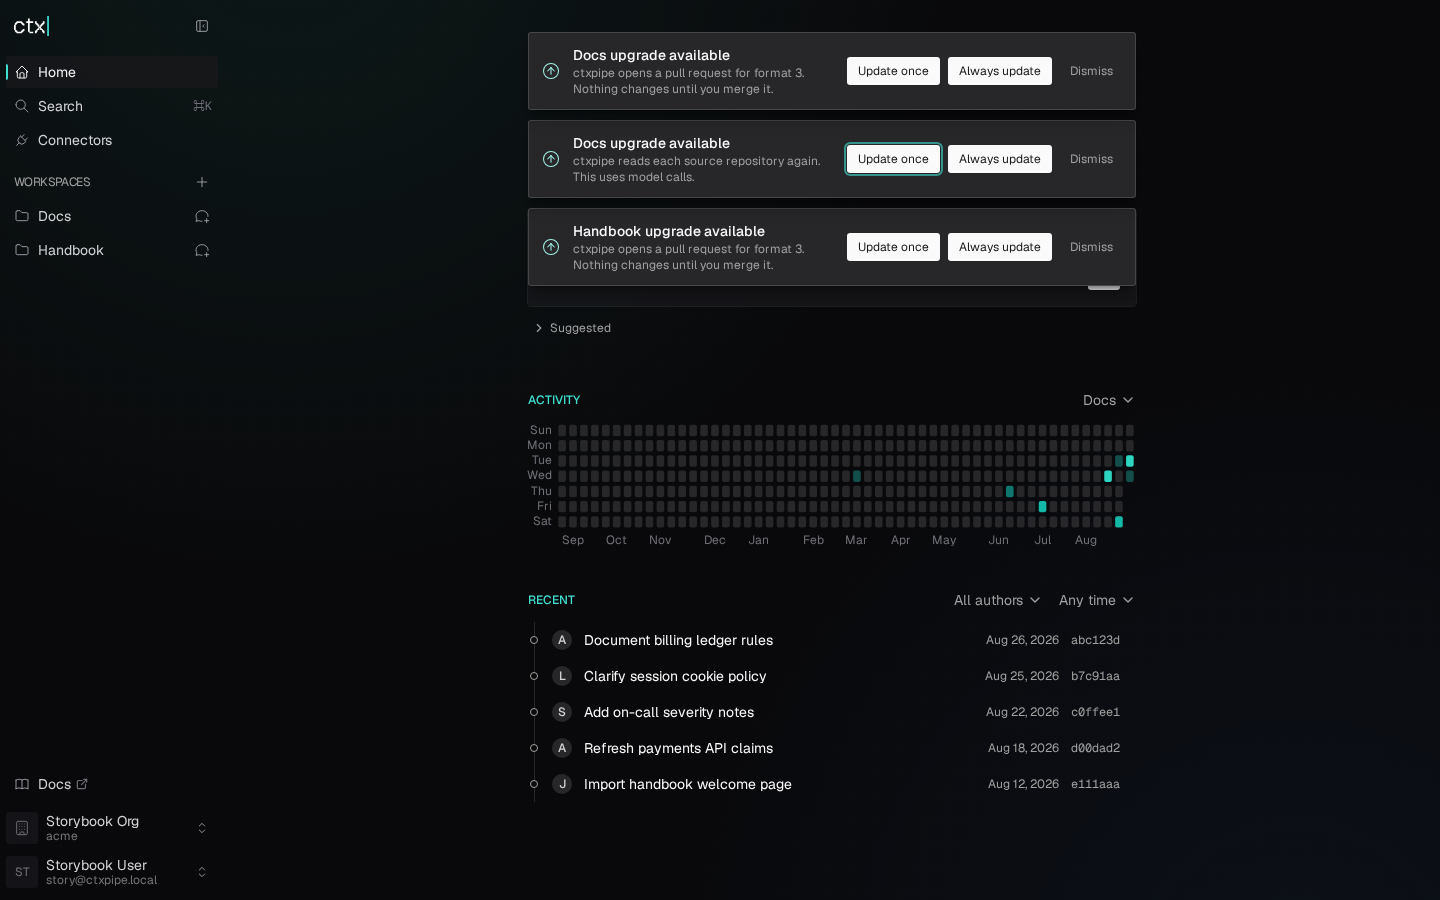 ctx
Home
Search ⌘K
Connectors
WORKSPACES
Docs
Handbook
Docs
Storybook Org
acme
ST
Storybook User
story@ctxpipe.local
Docs upgrade available
ctxpipe opens a pull request for format 3.
Nothing changes until you merge it.
Update once Always update Dismiss
Docs upgrade available
ctxpipe reads each source repository again.
This uses model calls.
Update once Always update Dismiss
Handbook upgrade available
ctxpipe opens a pull request for format 3.
Nothing changes until you merge it.
Update once Always update Dismiss
Suggested
ACTIVITY Docs
Sun
Mon
Tue
Wed
Thu
Fri
Sat
Sep Oct Nov Dec Jan Feb Mar Apr May Jun Jul Aug
RECENT All authors Any time
A Document billing ledger rules Aug 26, 2026 abc123d
L Clarify session cookie policy Aug 25, 2026 b7c91aa
S Add on-call severity notes Aug 22, 2026 c0ffee1
A Refresh payments API claims Aug 18, 2026 d00dad2
J Import handbook welcome page Aug 12, 2026 e111aaa